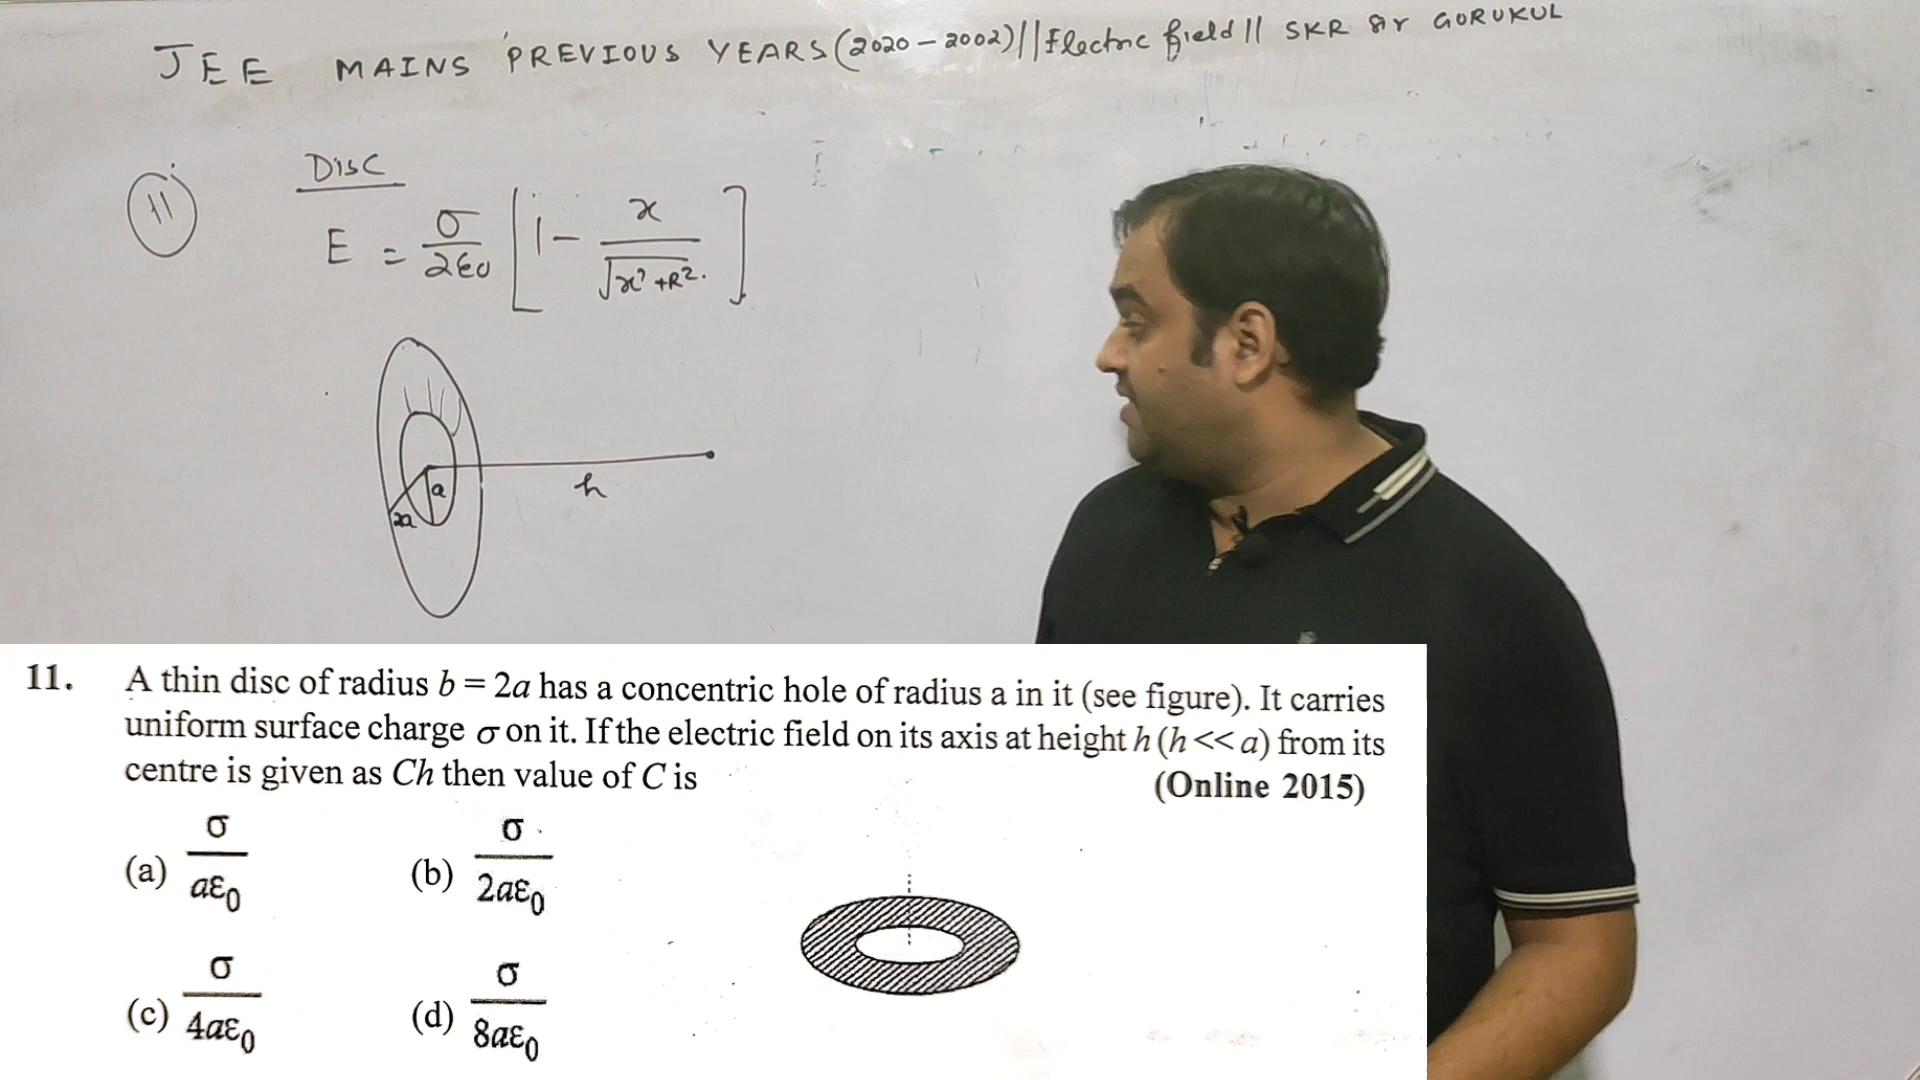 JEE MAINS PREVIOUS YEARS (2020-2002) || Electric field || SKR Sir GORUKUL
11
DISC
E = σ/2ε0 [1 - x/√x²+R²]
a
2a
h
11. A thin disc of radius b = 2a has a concentric hole of radius a in it (see figure). It carries
uniform surface charge σ on it. If the electric field on its axis at height h (h << a) from its
centre is given as Ch then value of C is
(Online 2015)
(a) σ/aε0 (b) σ/2aε0
(c) σ/4aε0 (d) σ/8aε0